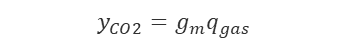 y_{CO2} = g_m q_{gas}